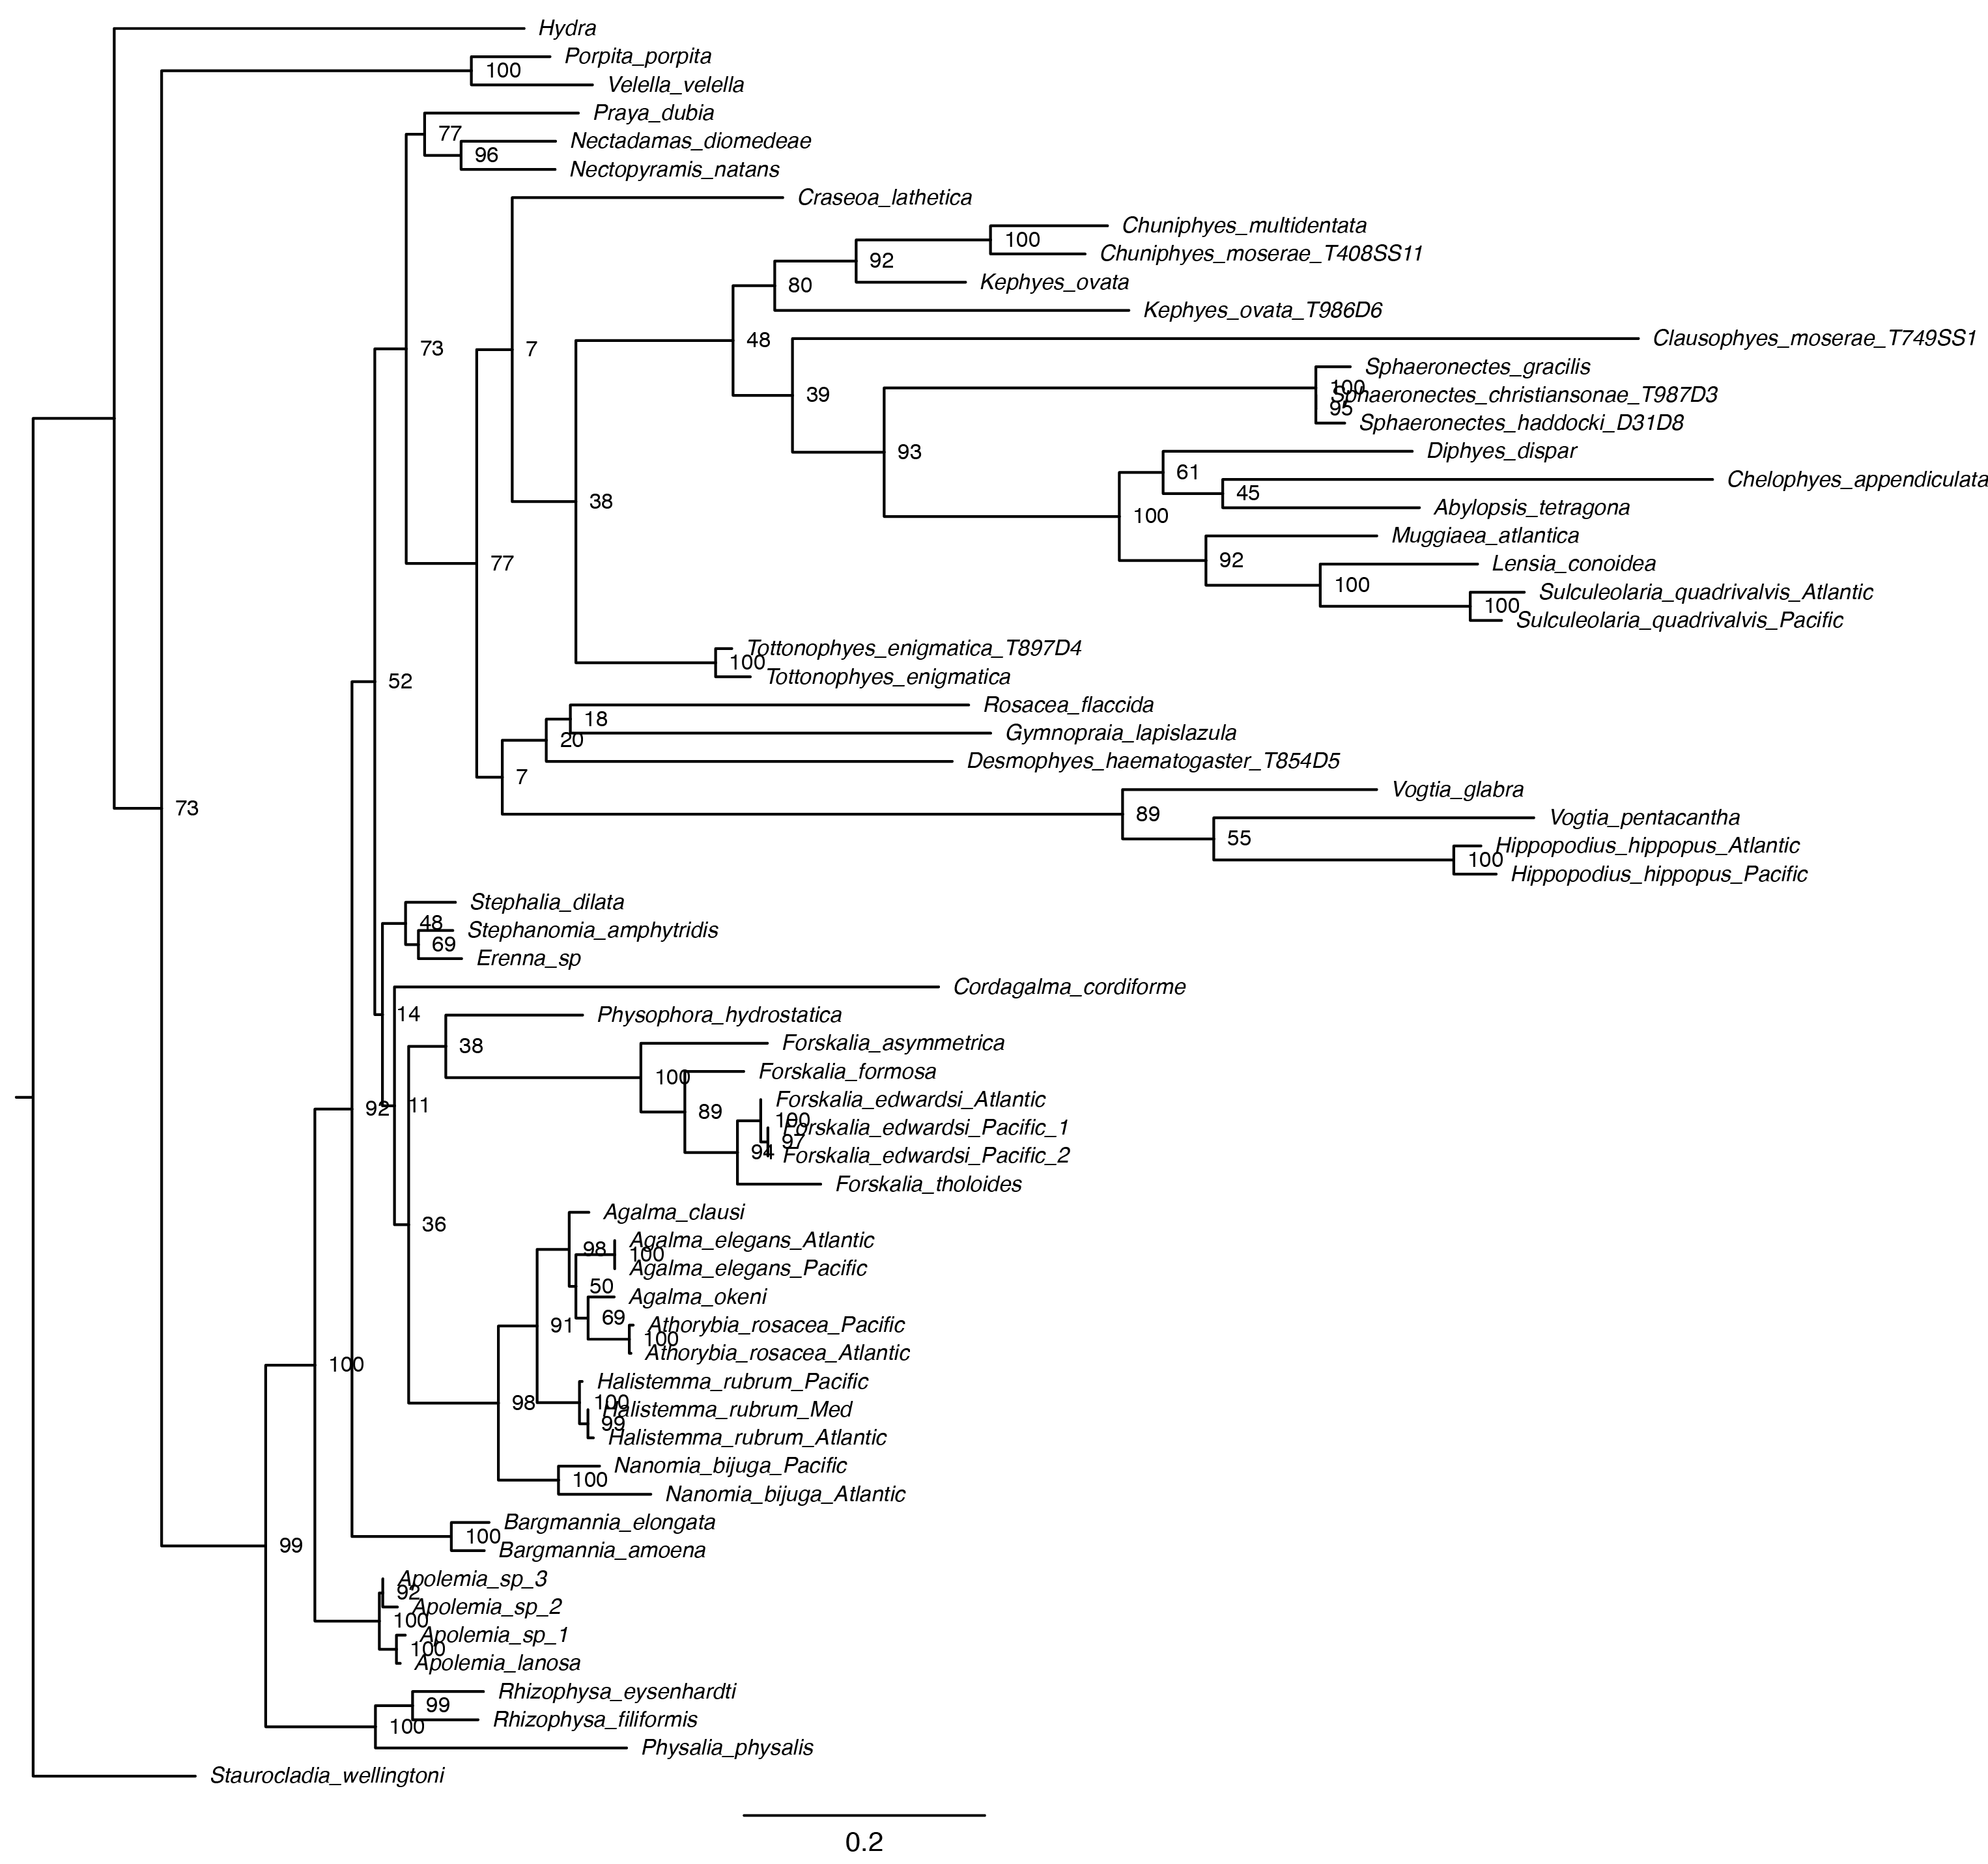 Hydra
Porpita_porpita
100
Velella_velella
Praya_dubia
77
Nectadamas_diomedeae
96
Nectopyramis_natans
Craseoa_lathetica
Chuniphyes_multidentata
100
Chuniphyes_moserae_T408SS11
92
Kephyes_ovata
80
Kephyes_ovata_T986D6
Clausophyes_moserae_T749SS1
48
73
7
Sphaeronectes_gracilis
100
Sphaeronectes_christiansonae_T987D3
39
95
Sphaeronectes_haddocki_D31D8
Diphyes_dispar
93
61
Chelophyes_appendiculata
45
38
Abylopsis_tetragona
100
Muggiaea_atlantica
92
77
Lensia_conoidea
100
Sulculeolaria_quadrivalvis_Atlantic
100
Sulculeolaria_quadrivalvis_Pacific
Tottonophyes_enigmatica_T897D4
100
Tottonophyes_enigmatica
52
Rosacea_flaccida
18
Gymnopraia_lapislazula
20
Desmophyes_haematogaster_T854D5
7
Vogtia_glabra
73
89
Vogtia_pentacantha
55
Hippopodius_hippopus_Atlantic
100
Hippopodius_hippopus_Pacific
Stephalia_dilata
48
Stephanomia_amphytridis
69
Erenna_sp
Cordagalma_cordiforme
14
Physophora_hydrostatica
38
Forskalia_asymmetrica
Forskalia_formosa
100
Forskalia_edwardsi_Atlantic
92
11
89
100
Forskalia_edwardsi_Pacific_1
97
94
Forskalia_edwardsi_Pacific_2
Forskalia_tholoides
Agalma_clausi
36
Agalma_elegans_Atlantic
98
100
Agalma_elegans_Pacific
50
Agalma_okeni
69
91
Athorybia_rosacea_Pacific
100
Athorybia_rosacea_Atlantic
100
Halistemma_rubrum_Pacific
98
100
Halistemma_rubrum_Med
99
Halistemma_rubrum_Atlantic
Nanomia_bijuga_Pacific
100
Nanomia_bijuga_Atlantic
Bargmannia_elongata
100
99
Bargmannia_amoena
Apolemia_sp_3
92
Apolemia_sp_2
100
Apolemia_sp_1
100
Apolemia_lanosa
Rhizophysa_eysenhardti
99
Rhizophysa_filiformis
100
Physalia_physalis
Staurocladia_wellingtoni
0.2